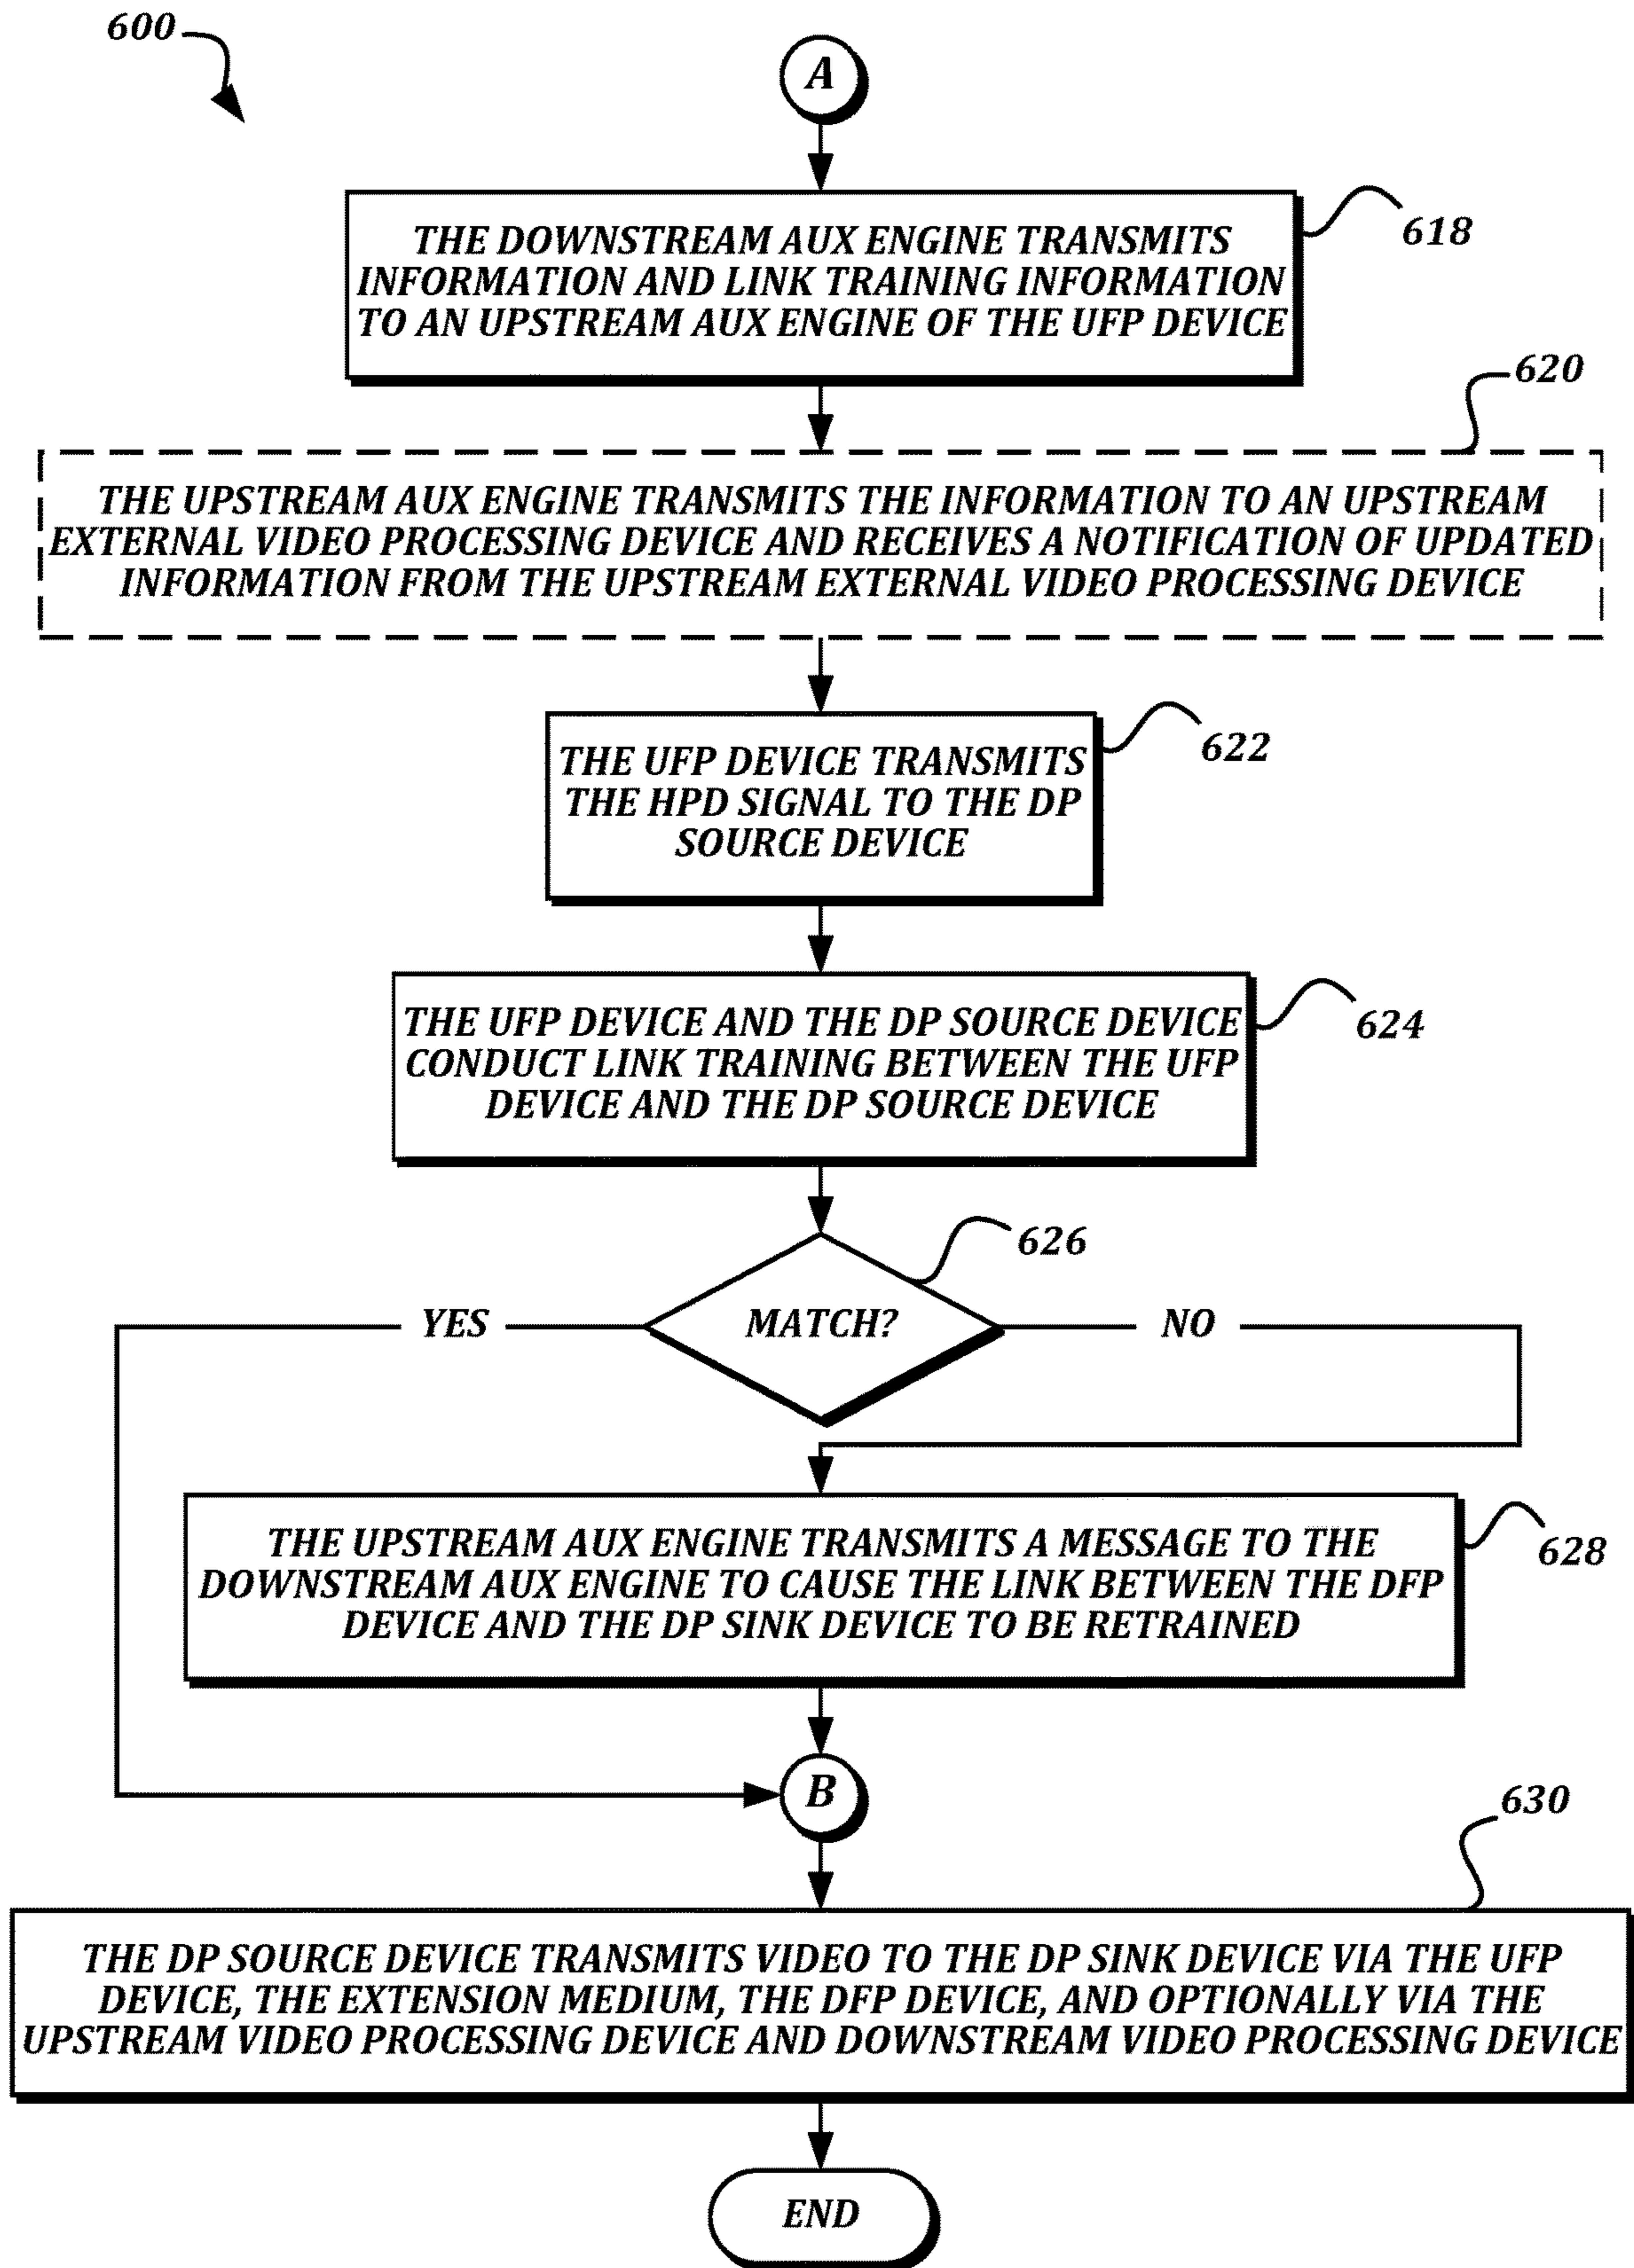 600
A
THE DOWNSTREAM AUX ENGINE TRANSMITS
INFORMATION AND LINK TRAINING INFORMATION
TO AN UPSTREAM AUX ENGINE OF THE UFP DEVICE
618
620
THE UPSTREAM AUX ENGINE TRANSMITS THE INFORMATION TO AN UPSTREAM
EXTERNAL VIDEO PROCESSING DEVICE AND RECEIVES A NOTIFICATION OF UPDATED
INFORMATION FROM THE UPSTREAM EXTERNAL VIDEO PROCESSING DEVICE
THE UFP DEVICE TRANSMITS
THE HPD SIGNAL TO THE DP
SOURCE DEVICE
622
THE UFP DEVICE AND THE DP SOURCE DEVICE
CONDUCT LINK TRAINING BETWEEN THE UFP
DEVICE AND THE DP SOURCE DEVICE
624
626
YES
MATCH?
NO
THE UPSTREAM AUX ENGINE TRANSMITS A MESSAGE TO THE
DOWNSTREAM AUX ENGINE TO CAUSE THE LINK BETWEEN THE DFP
DEVICE AND THE DP SINK DEVICE TO BE RETRAINED
628
B
630
THE DP SOURCE DEVICE TRANSMITS VIDEO TO THE DP SINK DEVICE VIA THE UFP
DEVICE, THE EXTENSION MEDIUM, THE DFP DEVICE, AND OPTIONALLY VIA THE
UPSTREAM VIDEO PROCESSING DEVICE AND DOWNSTREAM VIDEO PROCESSING DEVICE
END